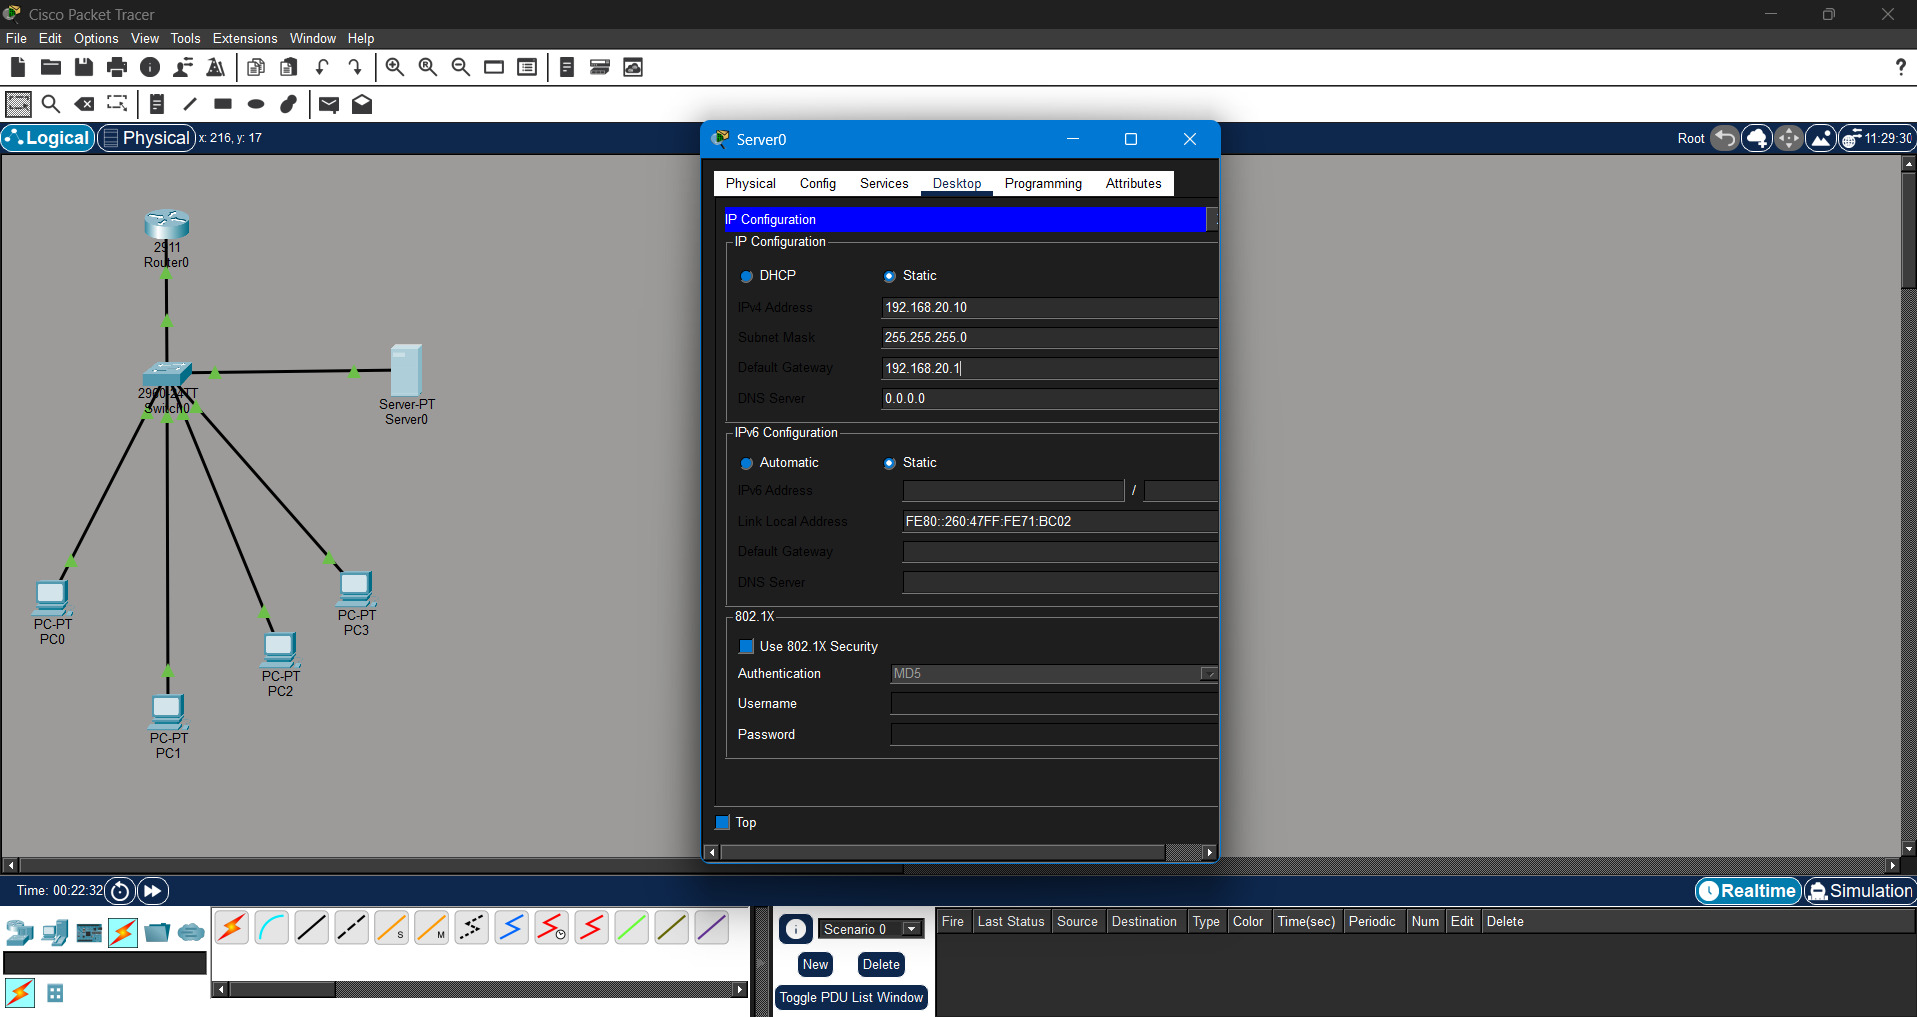 Cisco Packet Tracer
File Edit Options View Tools Extensions Window Help
?
Logical Physical x: 216, y: 17
Root 11:29:30
2911
Router0
Switch0
Server-PT
Server0
PC-PT
PC0
PC-PT
PC1
PC-PT
PC2
PC-PT
PC3
Server0
Physical Config Services Desktop Programming Attributes
IP Configuration
IP Configuration
DHCP Static
IPv4 Address 192.168.20.10
Subnet Mask 255.255.255.0
Default Gateway 192.168.20.1
DNS Server 0.0.0.0
IPv6 Configuration
Automatic Static
IPv6 Address /
Link Local Address FE80::260:47FF:FE71:BC02
Default Gateway
DNS Server
802.1X
Use 802.1X Security
Authentication MD5
Username
Password
Top
Time: 00:22:32
Realtime Simulation
S M
Scenario 0
New Delete
Toggle PDU List Window
Fire Last Status Source Destination Type Color Time(sec) Periodic Num Edit Delete